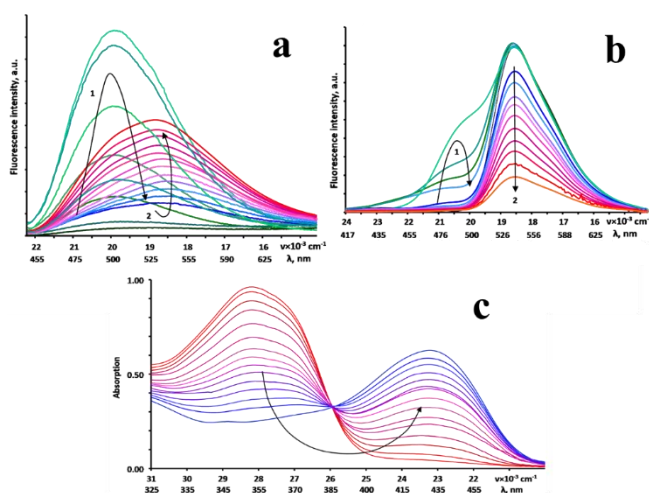 a
Fluorescence intensity, a.u.
1
2
22 21 20 19 18 17 16 ν×10⁻³ cm⁻¹
455 475 500 525 555 590 625 λ, nm
b
Fluorescence intensity, a.u.
1
2
24 23 22 21 20 19 18 17 16 ν×10⁻³ cm⁻¹
417 435 455 476 500 526 556 588 625 λ, nm
c
Absorption
1.00
0.50
0.00
31 30 29 28 27 26 25 24 23 22 ν×10⁻³ cm⁻¹
325 335 345 355 370 385 400 415 435 455 λ, nm